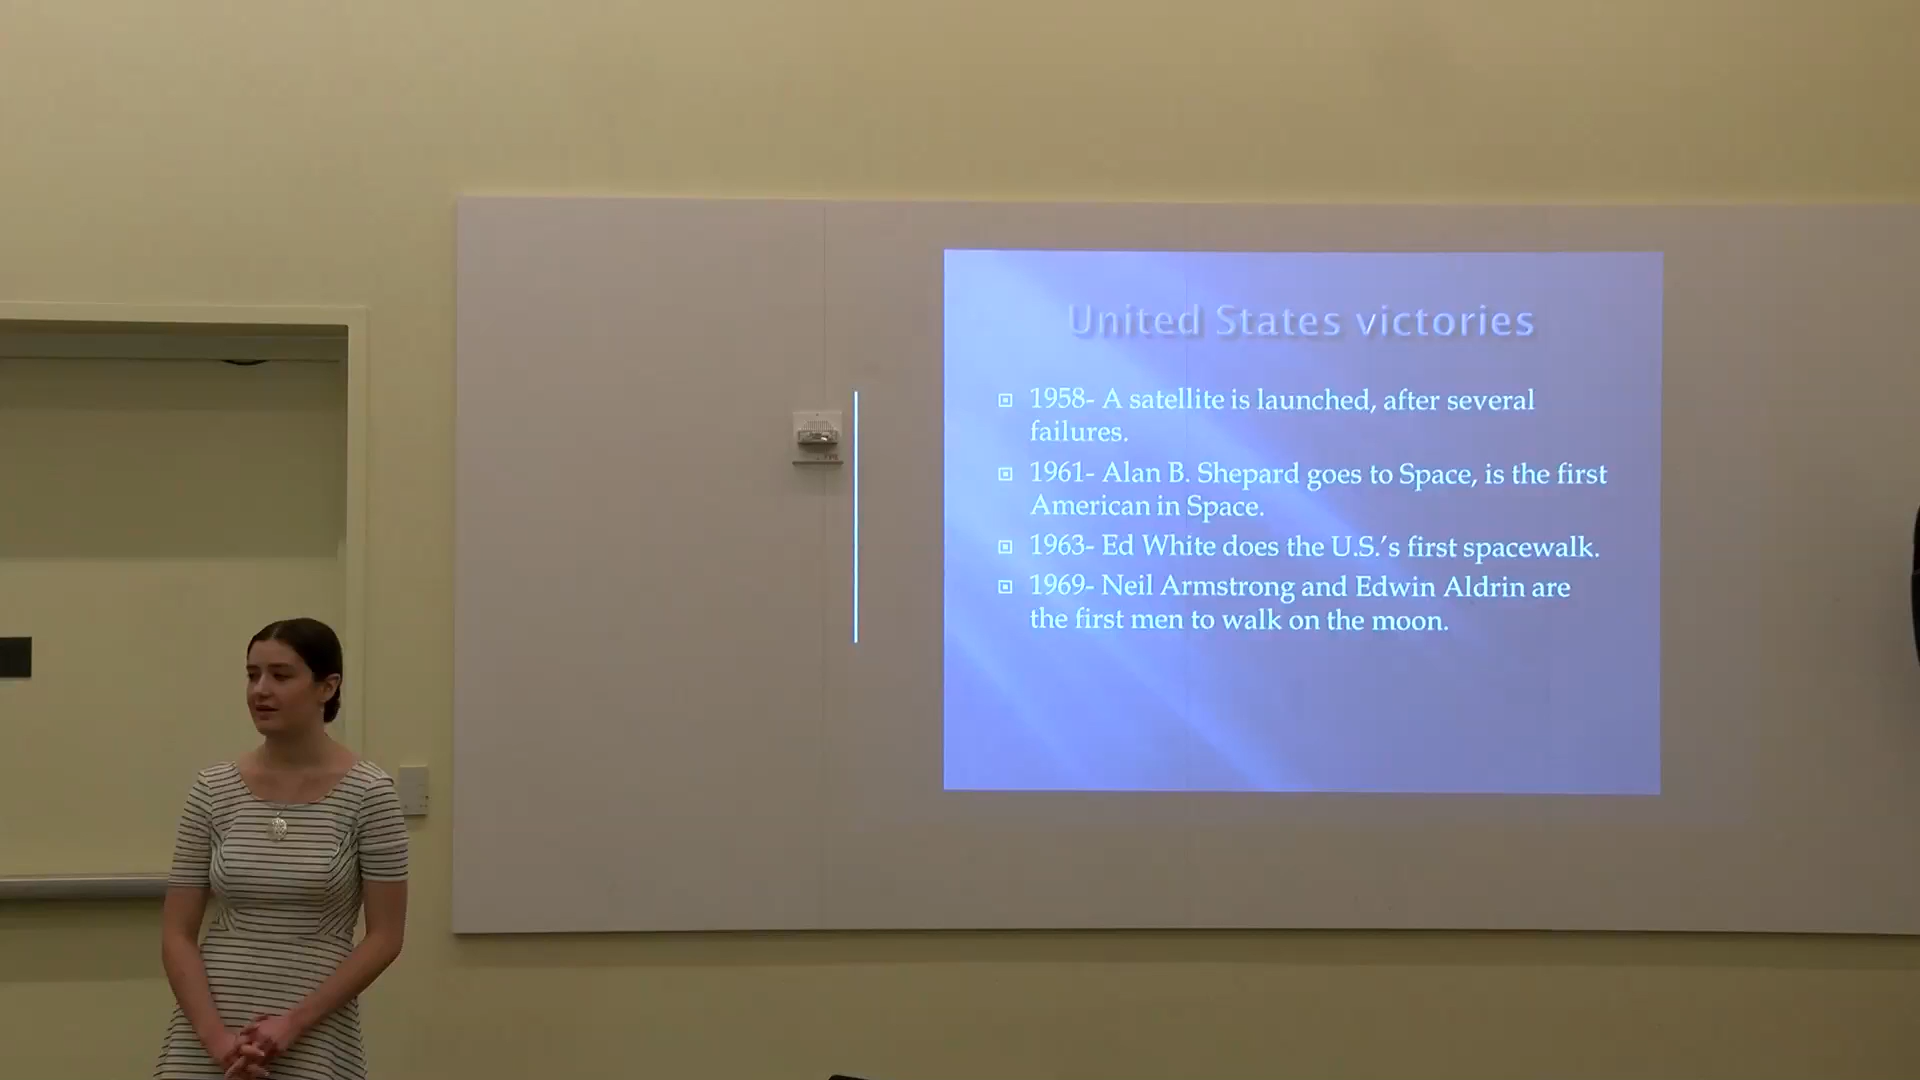 United States victories
1958- A satellite is launched, after several
failures.
1961- Alan B. Shepard goes to Space, is the first
American in Space.
1963- Ed White does the U.S.'s first spacewalk.
1969- Neil Armstrong and Edwin Aldrin are
the first men to walk on the moon.